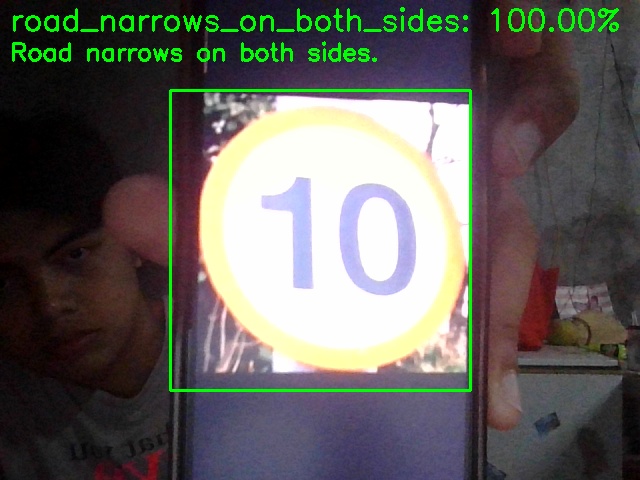 road_narrows_on_both_sides: 100.00%
Road narrows on both sides.
10